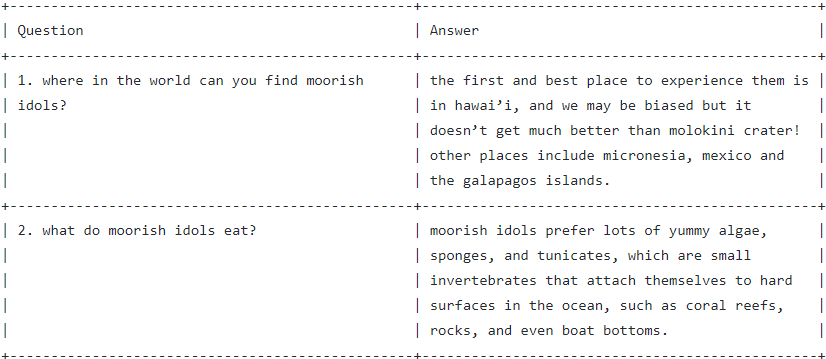 Question Answer
1. where in the world can you find moorish the first and best place to experience them is
idols? in hawai’i, and we may be biased but it
doesn’t get much better than molokini crater!
other places include micronesia, mexico and
the galapagos islands.
2. what do moorish idols eat? moorish idols prefer lots of yummy algae,
sponges, and tunicates, which are small
invertebrates that attach themselves to hard
surfaces in the ocean, such as coral reefs,
rocks, and even boat bottoms.